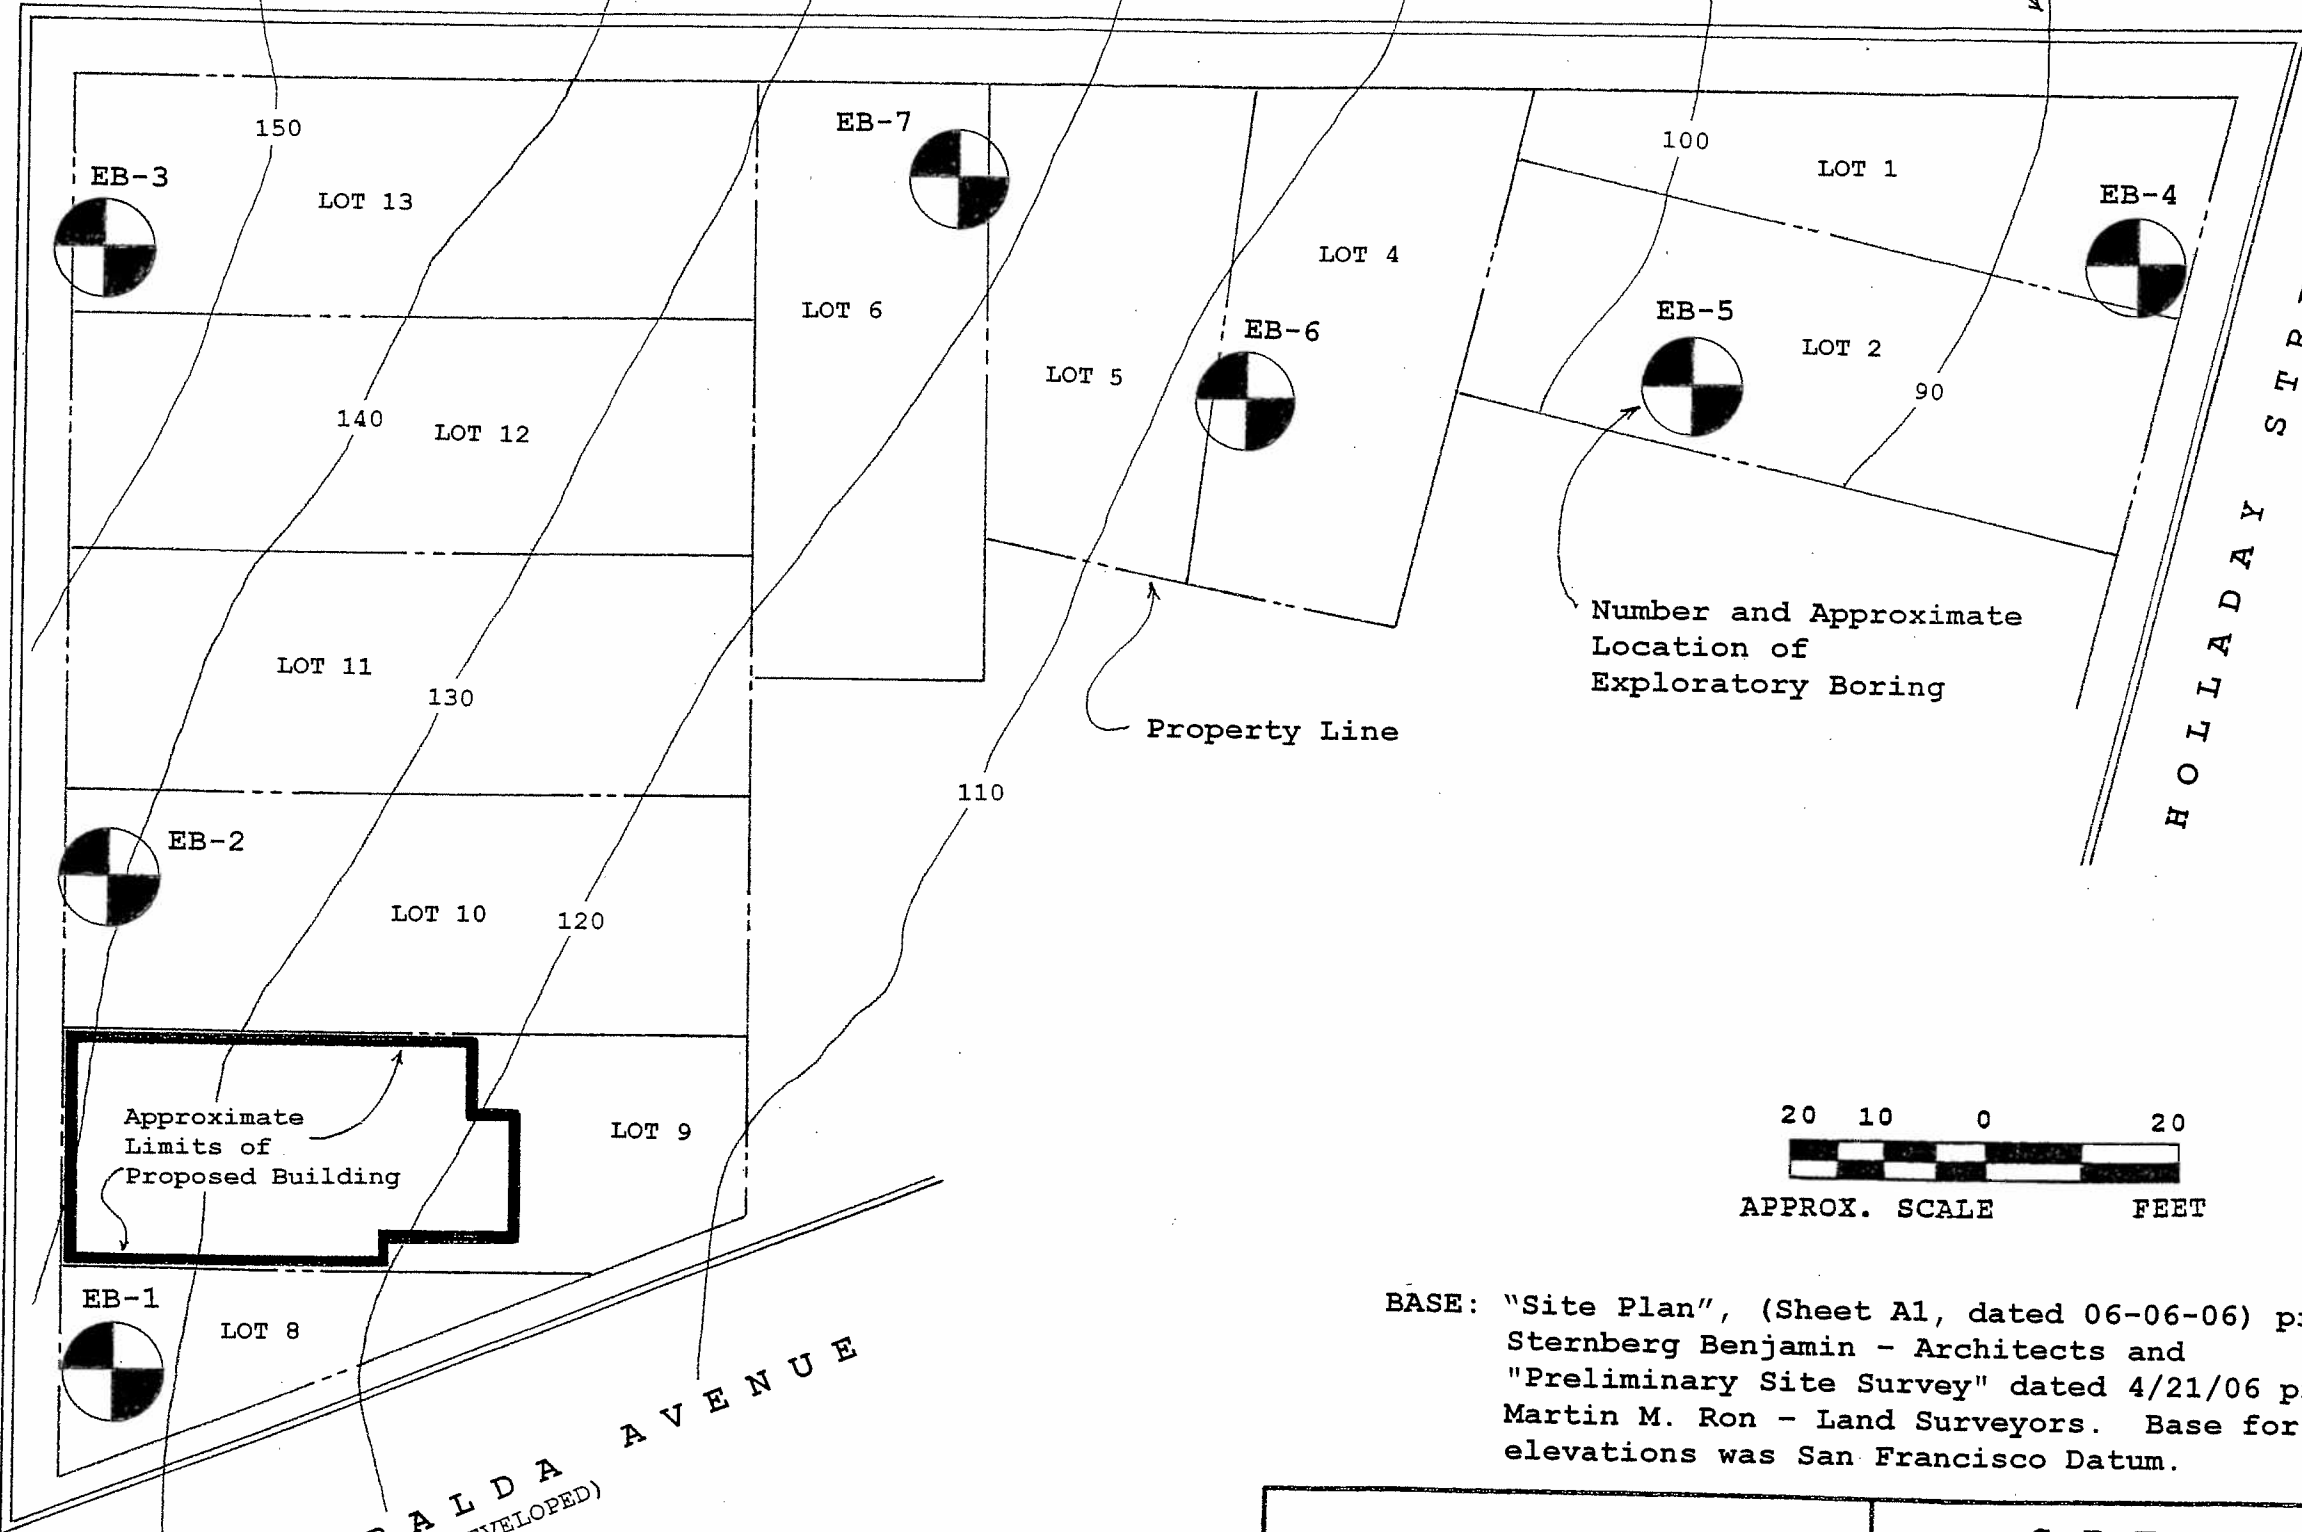 150
EB-3
LOT 13
EB-7
100
LOT 1
EB-4
LOT 6
LOT 4
EB-5
LOT 2
EB-6
LOT 5
90
140
LOT 12
LOT 11
130
Number and Approximate
Location of
Exploratory Boring
Property Line
HOLLADAY
110
EB-2
LOT 10
120
Approximate
Limits of
Proposed Building
LOT 9
20 10 0 20
APPROX. SCALE FEET
EB-1
LOT 8
AVENUE
BASE: "Site Plan", (Sheet A1, dated 06-06-06)
Sternberg Benjamin - Architects and
"Preliminary Site Survey" dated 4/21/06
Martin M. Ron - Land Surveyors. Base for
elevations was San Francisco Datum.